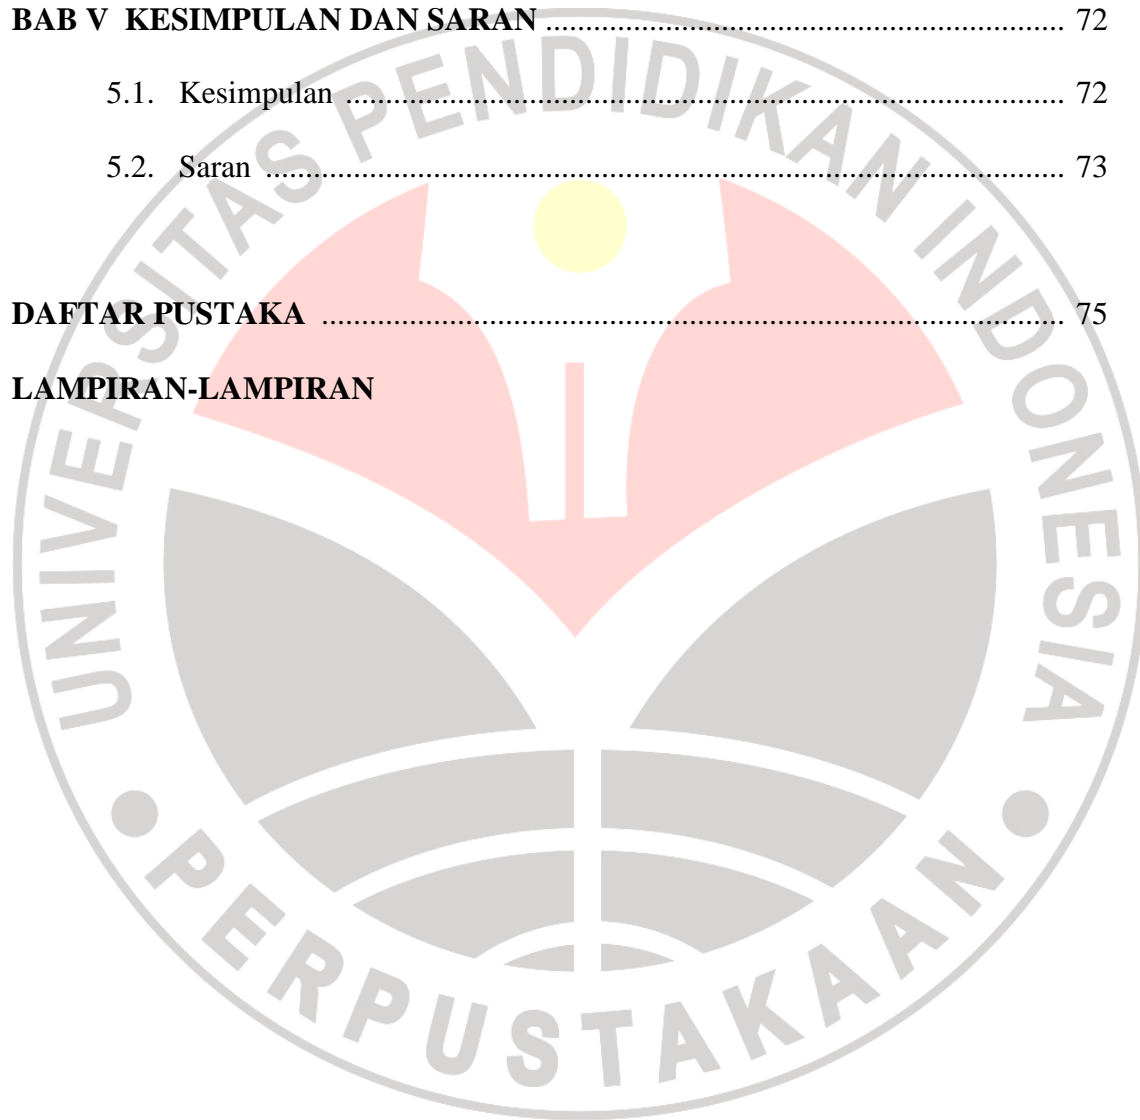 BAB V  KESIMPULAN DAN SARAN ................................................................. 72
5.1.   Kesimpulan  .......................................................................................... 72
5.2.   Saran  .................................................................................................... 73
DAFTAR PUSTAKA  ............................................................................................. 75
LAMPIRAN-LAMPIRAN
UNIVERSITAS PENDIDIKAN INDONESIA
PERPUSTAKAAN